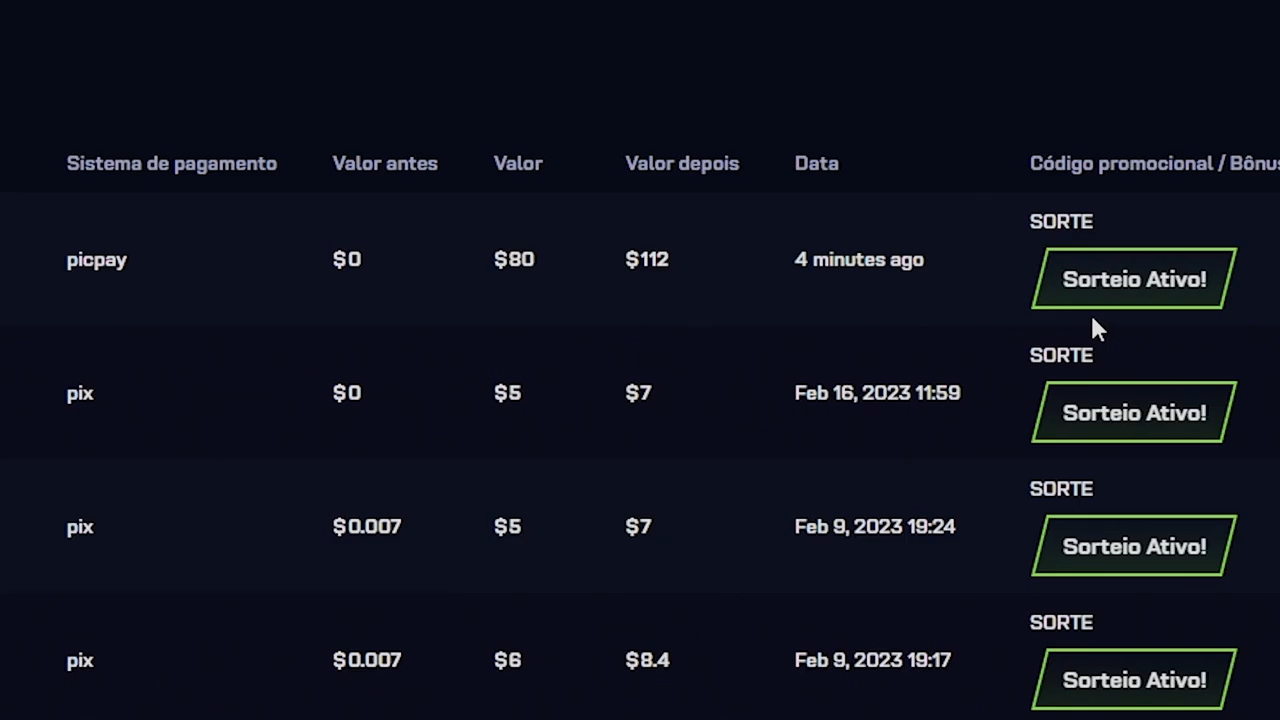 Sistema de pagamento Valor antes Valor Valor depois Data Código promocional / Bônus
SORTE
picpay $0 $80 $112 4 minutes ago Sorteio Ativo!
SORTE
pix $0 $5 $7 Feb 16, 2023 11:59 Sorteio Ativo!
SORTE
pix $0.007 $5 $7 Feb 9, 2023 19:24 Sorteio Ativo!
SORTE
pix $0.007 $6 $8.4 Feb 9, 2023 19:17 Sorteio Ativo!